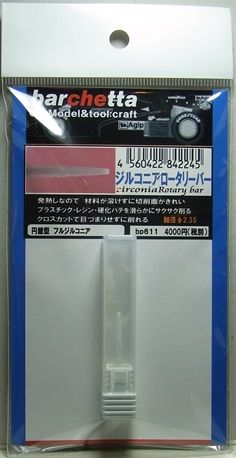 barchetta
Model&tool craft
Agip
4 560422 842245
ジルコニアロータリーバー
zirconia Rotary bar
発熱しなので 材料が溶けずに切削面がきれい
プラスチック・レジン・硬化パテを滑らかにサクサク削る
クロスカットで目つまりせずに削れる 軸径φ2.35
円錐型 フルジルコニア bp611 4000円(税別)